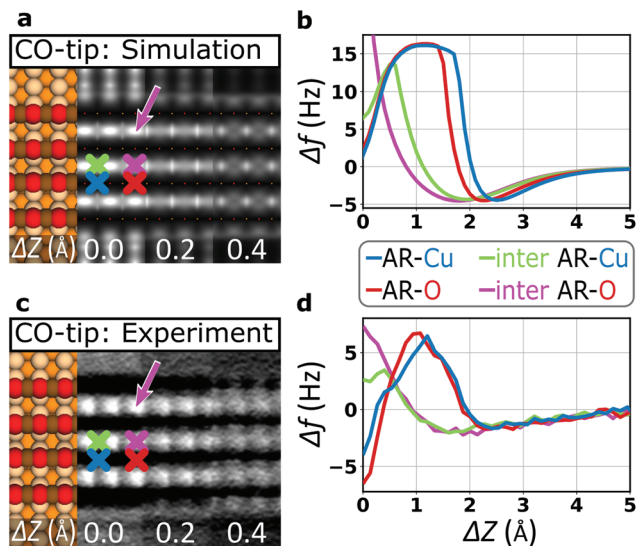 a
CO-tip: Simulation
ΔZ (Å) 0.0 0.2 0.4
b
Δf (Hz)
15
10
5
0
−5
0 1 2 3 4 5
AR-Cu inter AR-Cu
AR-O inter AR-O
c
CO-tip: Experiment
ΔZ (Å) 0.0 0.2 0.4
d
Δf (Hz)
5
0
−5
0 1 2 3 4 5
ΔZ (Å)